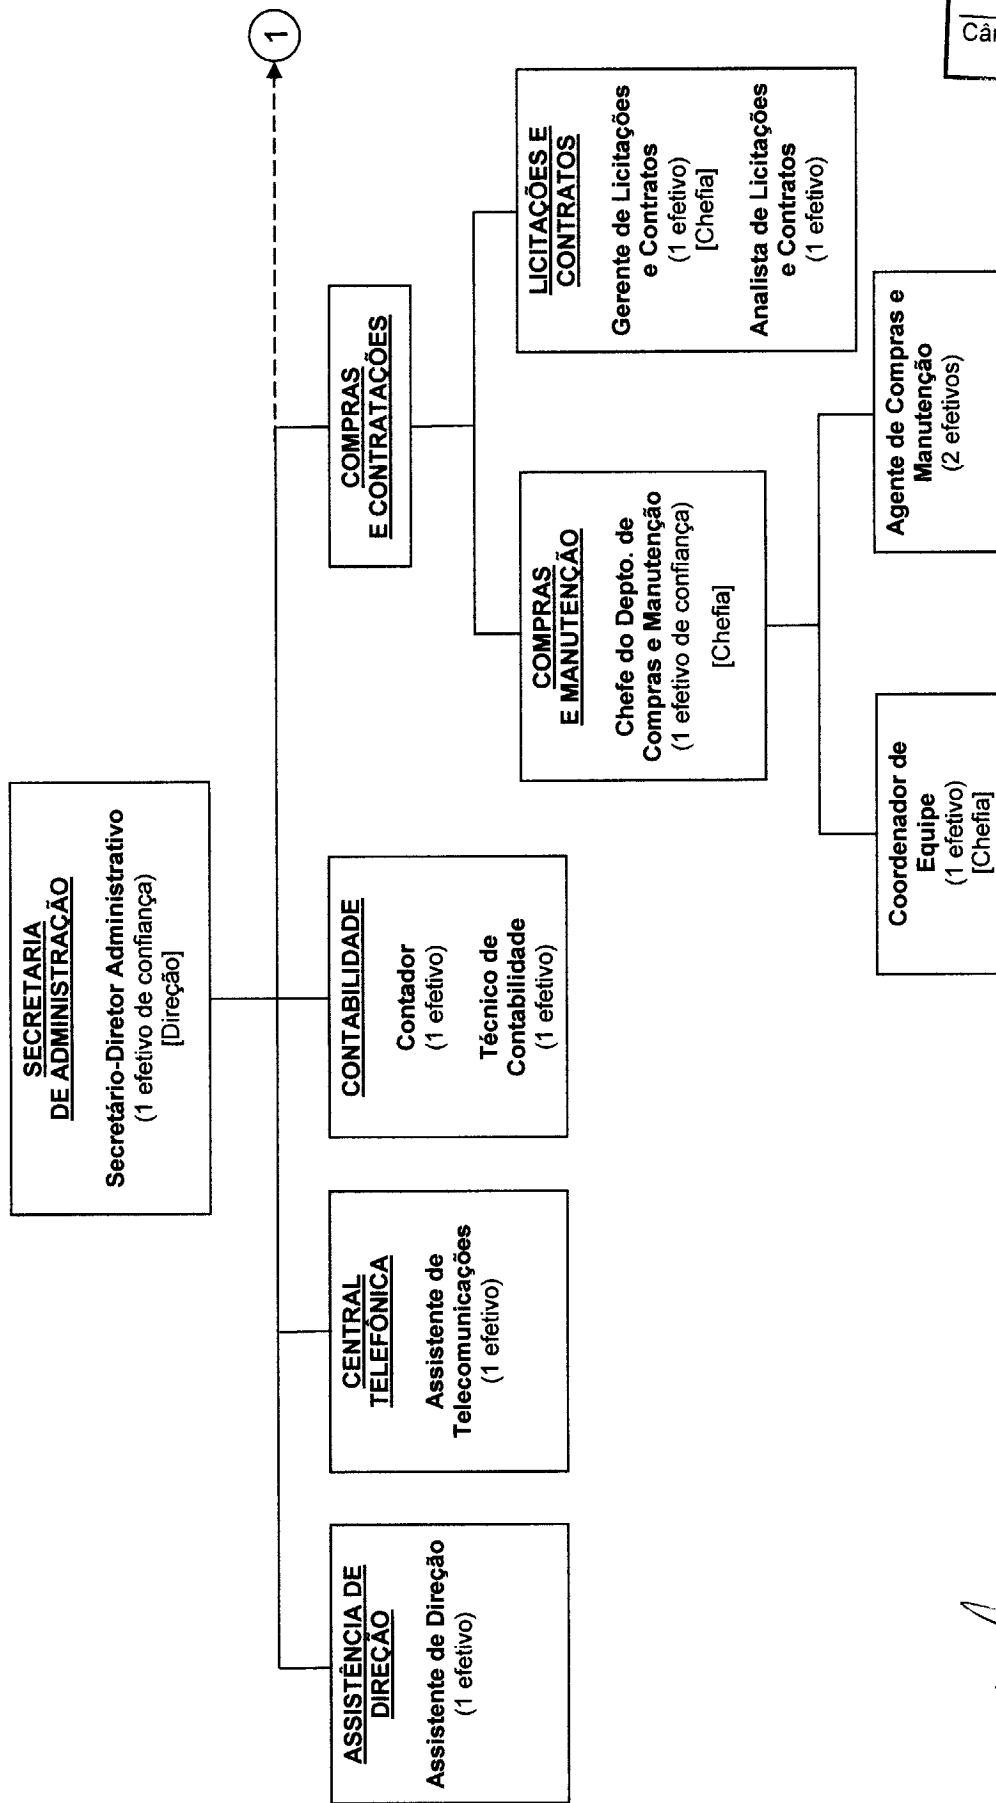 SECRETARIA
DE ADMINISTRAÇÃO
Secretário-Diretor Administrativo
(1 efetivo de confiança)
[Direção]
1
ASSISTÊNCIA DE
DIREÇÃO
Assistente de Direção
(1 efetivo)
CENTRAL
TELEFÔNICA
Assistente de
Telecomunicações
(1 efetivo)
CONTABILIDADE
Contador
(1 efetivo)
Técnico de
Contabilidade
(1 efetivo)
COMPRAS
E CONTRATAÇÕES
COMPRAS
E MANUTENÇÃO
Chefe do Depto. de
Compras e Manutenção
(1 efetivo de confiança)
[Chefia]
LICITAÇÕES E
CONTRATOS
Gerente de Licitações
e Contratos
(1 efetivo)
[Chefia]
Analista de Licitações
e Contratos
(1 efetivo)
Coordenador de
Equipe
(1 efetivo)
[Chefia]
Agente de Compras e
Manutenção
(2 efetivos)